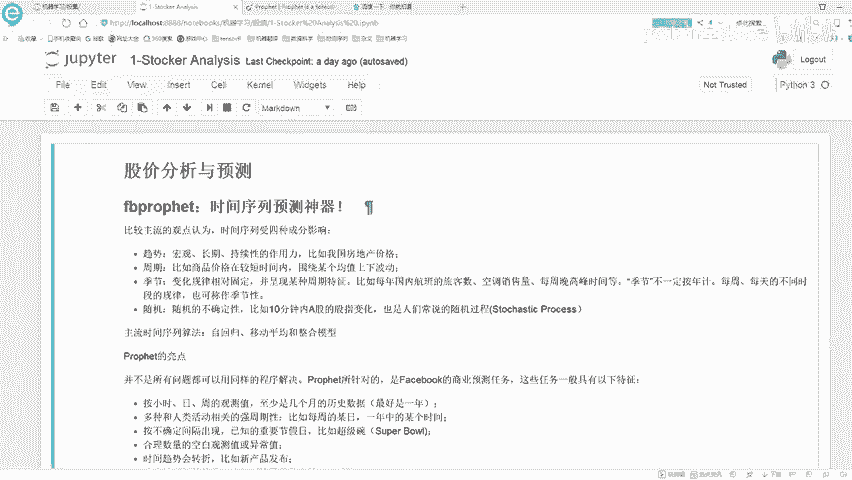 1-Stocker Analysis
http://localhost:8888/notebooks/机器学习/
jupyter 1-Stocker Analysis Last Checkpoint: a day ago (autosaved)
Logout
File Edit View Insert Cell Kernel Widgets Help
Not Trusted
Python 3
Markdown
股价分析与预测
fbprophet：时间序列预测神器！ ¶
比较主流的观点认为，时间序列受四种成分影响：
趋势：宏观、长期、持续性的作用力，比如我国房地产价格；
周期：比如商品价格在较短时间内，围绕某个均值上下波动；
季节：变化规律相对固定，并呈现某种周期特征。比如每年国内航班的旅客数、空调销售量、每周晚高峰时间等。“季节”不一定按年计。每周、每天的不同时
段的规律，也可称作季节性。
随机：随机的不确定性，比如10分钟内A股的股指变化，也是人们常说的随机过程(Stochastic Process）
主流时间序列算法：自回归、移动平均和整合模型
Prophet的亮点
并不是所有问题都可以用同样的程序解决。Prophet所针对的，是Facebook的商业预测任务，这些任务一般具有以下特征：
按小时、日、周的观测值，至少是几个月的历史数据（最好是一年）；
多种和人类活动相关的强周期性：比如每周的某日，一年中的某个时间；
按不确定间隔出现，已知的重要节假日，比如超级碗（Super Bowl)；
合理数量的空白观测值或异常值；
时间趋势会转折，比如新产品发布；